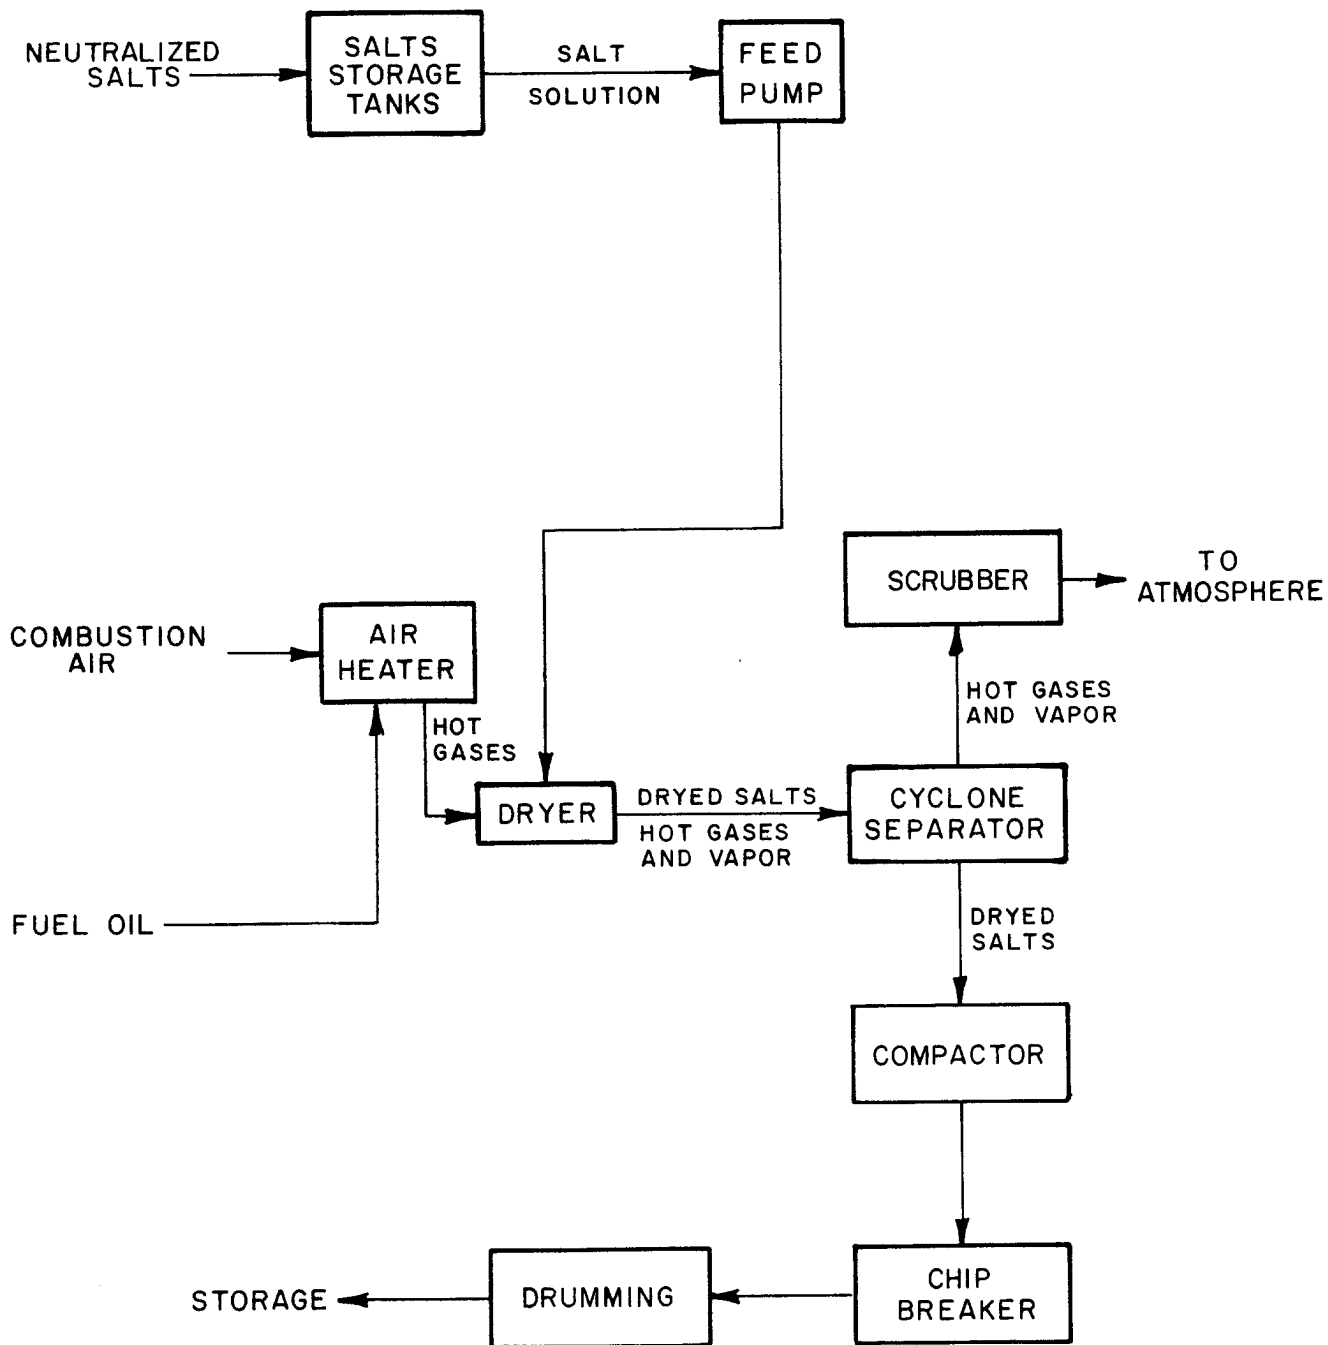 NEUTRALIZED
SALTS
SALTS
STORAGE
TANKS
SALT
SOLUTION
FEED
PUMP
SCRUBBER
TO
ATMOSPHERE
COMBUSTION
AIR
AIR
HEATER
HOT
GASES
HOT GASES
AND VAPOR
DRYER
DRYED SALTS
HOT GASES
AND VAPOR
CYCLONE
SEPARATOR
FUEL OIL
DRYED
SALTS
COMPACTOR
CHIP
BREAKER
DRUMMING
STORAGE